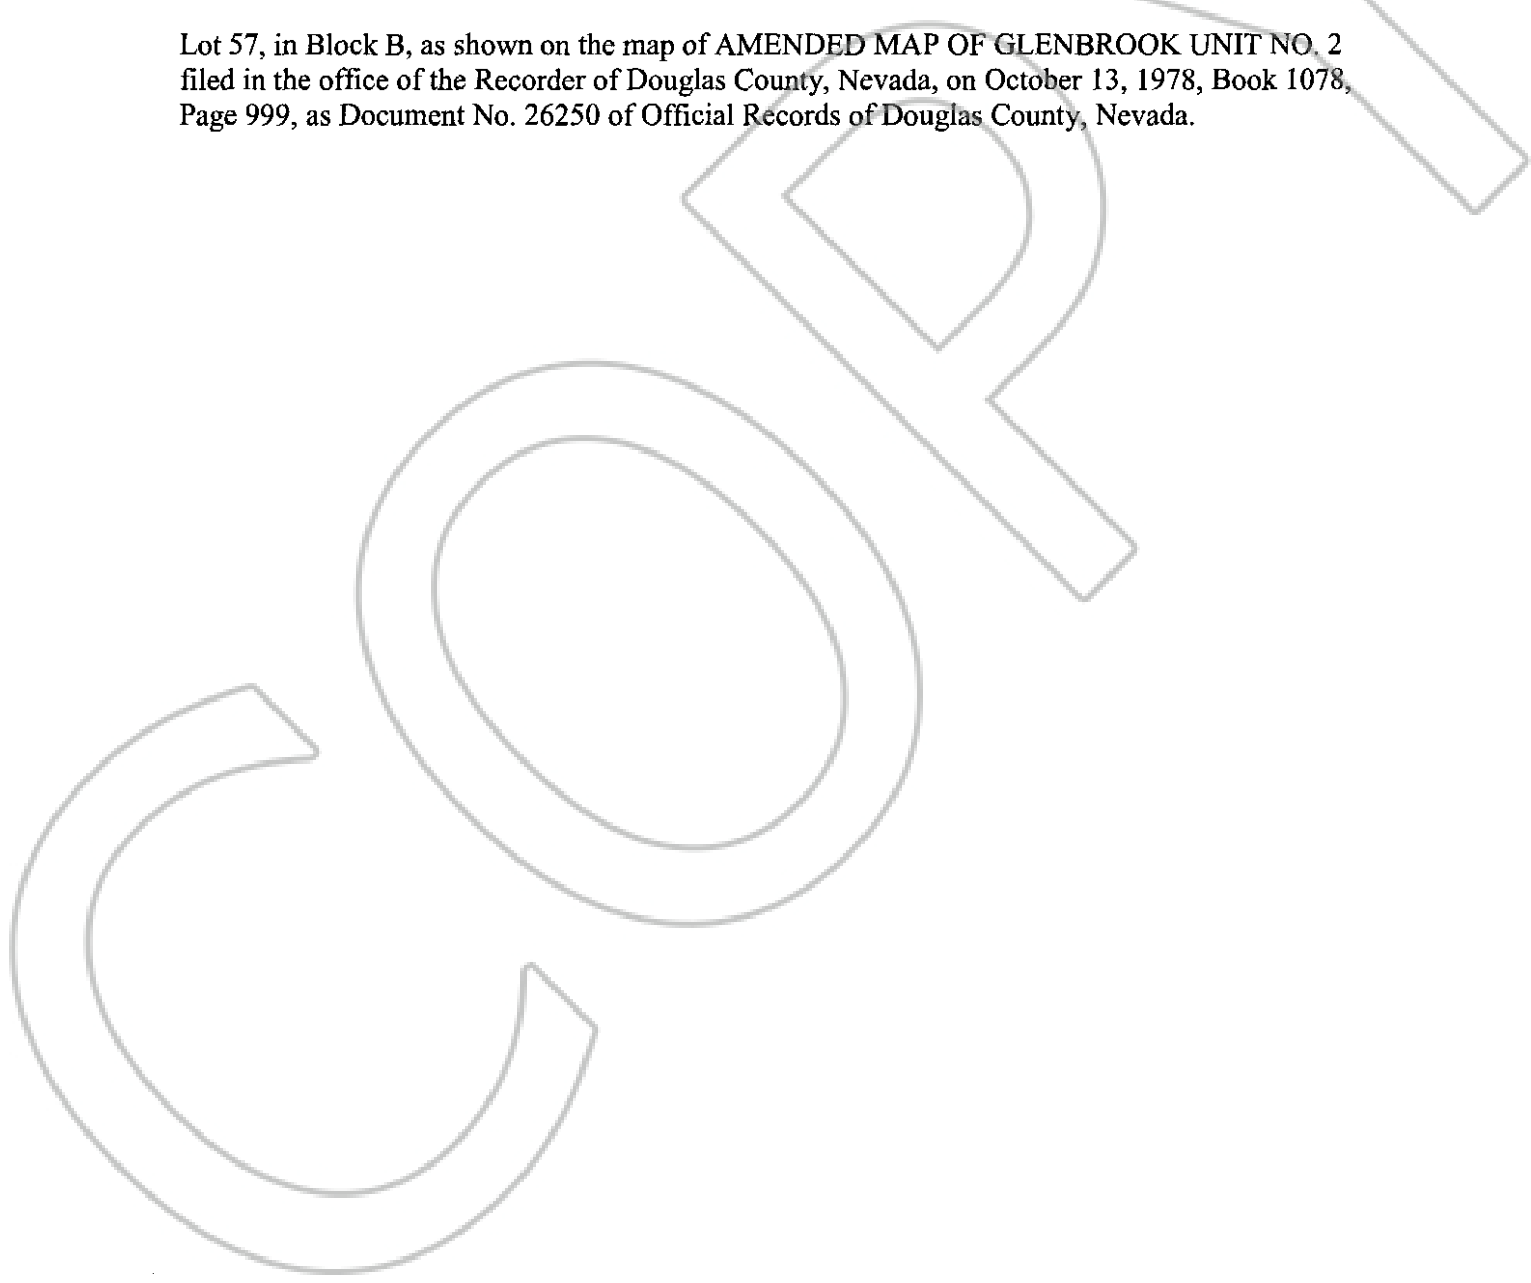 Lot 57, in Block B, as shown on the map of AMENDED MAP OF GLENBROOK UNIT NO. 2
filed in the office of the Recorder of Douglas County, Nevada, on October 13, 1978, Book 1078,
Page 999, as Document No. 26250 of Official Records of Douglas County, Nevada.
COPY